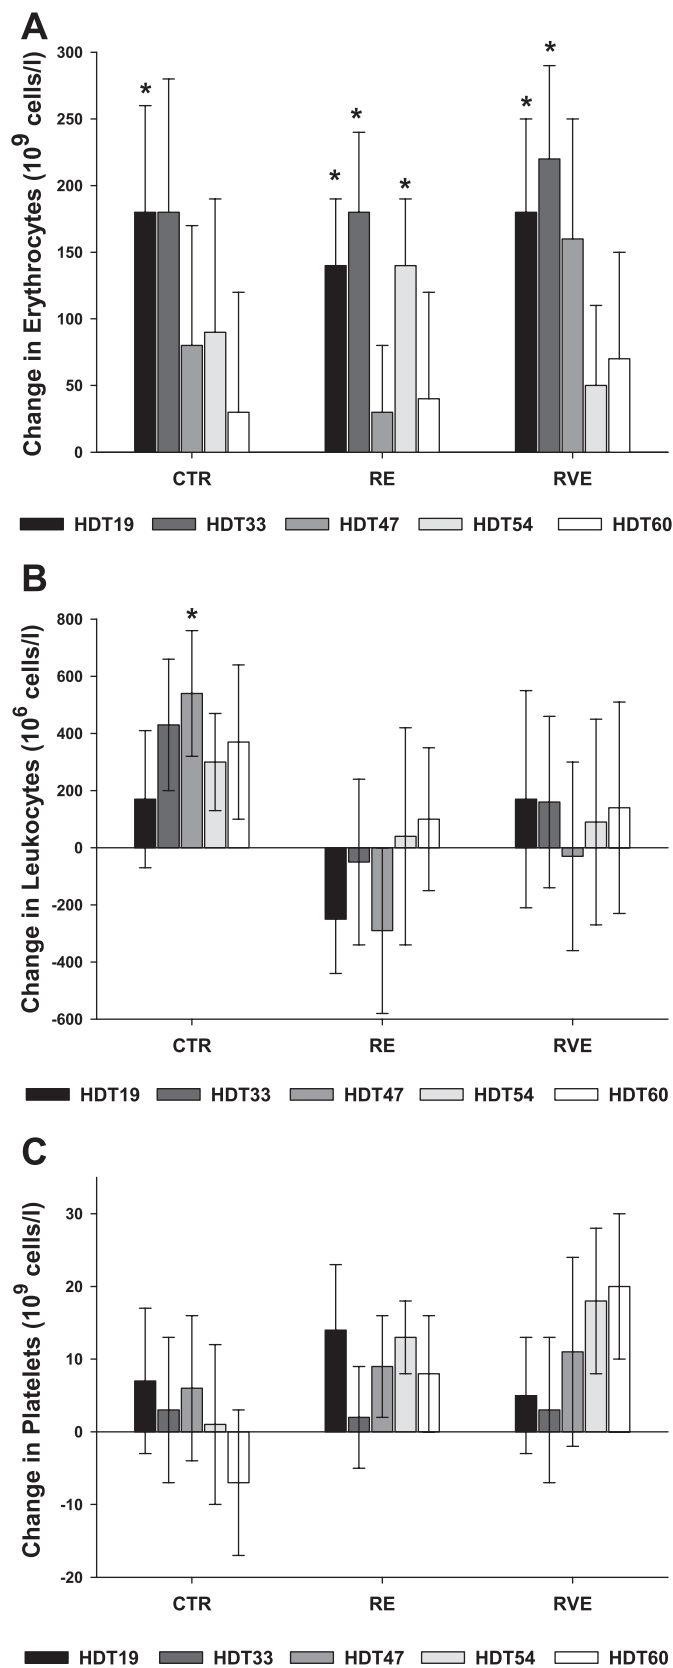 A
Change in Erythrocytes (10⁹ cells/l)
300
250
200
150
100
50
0
*
*
*
*
*
*
CTR RE RVE
HDT19 HDT33 HDT47 HDT54 HDT60
B
Change in Leukocytes (10⁶ cells/l)
800
600
400
200
0
-200
-400
-600
*
CTR RE RVE
HDT19 HDT33 HDT47 HDT54 HDT60
C
Change in Platelets (10⁹ cells/l)
30
20
10
0
-10
-20
CTR RE RVE
HDT19 HDT33 HDT47 HDT54 HDT60